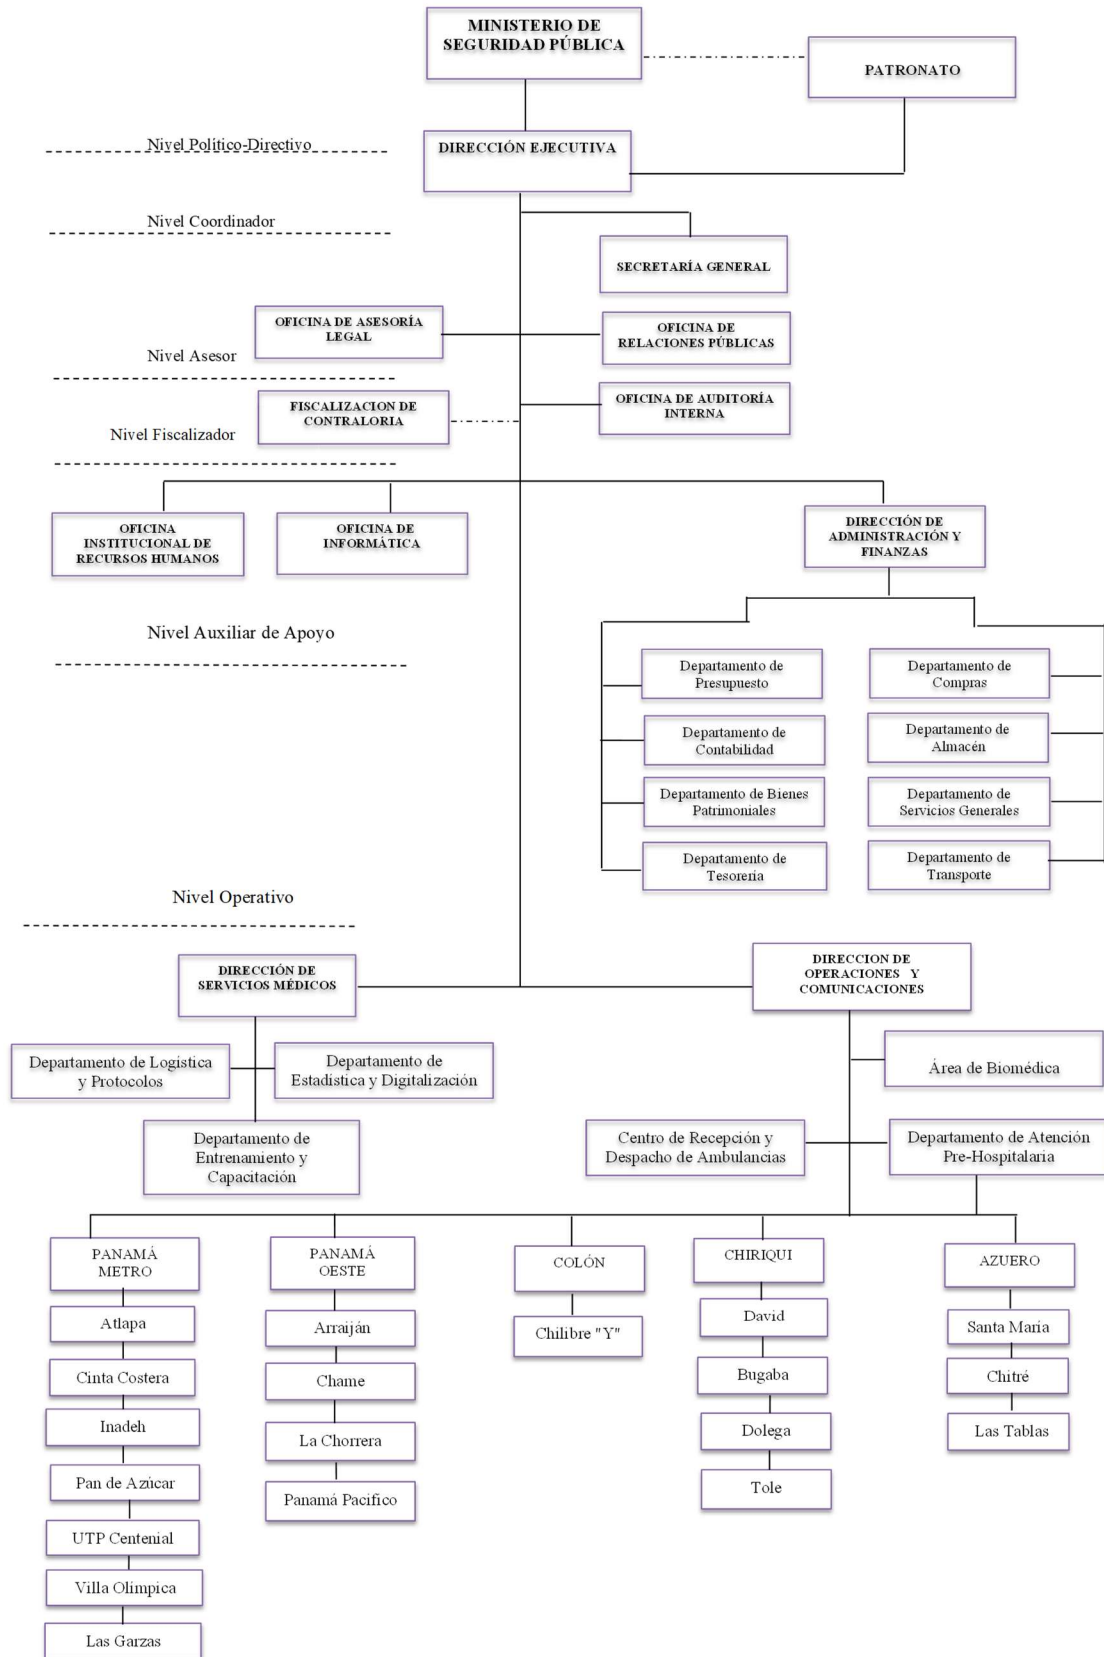 MINISTERIO DE
SEGURIDAD PÚBLICA
PATRONATO
Nivel Político-Directivo
DIRECCIÓN EJECUTIVA
Nivel Coordinador
SECRETARÍA GENERAL
OFICINA DE ASESORÍA
LEGAL
OFICINA DE
RELACIONES PÚBLICAS
Nivel Asesor
FISCALIZACION DE
CONTRALORIA
OFICINA DE AUDITORÍA
INTERNA
Nivel Fiscalizador
OFICINA
INSTITUCIONAL DE
RECURSOS HUMANOS
OFICINA DE
INFORMÁTICA
DIRECCIÓN DE
ADMINISTRACIÓN Y
FINANZAS
Nivel Auxiliar de Apoyo
Departamento de
Presupuesto
Departamento de
Compras
Departamento de
Contabilidad
Departamento de
Almacén
Departamento de Bienes
Patrimoniales
Departamento de
Servicios Generales
Departamento de
Tesorería
Departamento de
Transporte
Nivel Operativo
DIRECCIÓN DE
SERVICIOS MÉDICOS
DIRECCION DE
OPERACIONES Y
COMUNICACIONES
Departamento de Logística
y Protocolos
Departamento de
Estadística y Digitalización
Área de Biomédica
Departamento de
Entrenamiento y
Capacitación
Centro de Recepción y
Despacho de Ambulancias
Departamento de Atención
Pre-Hospitalaria
PANAMÁ
METRO
Atlapa
Cinta Costera
Inadeh
Pan de Azúcar
UTP Centenial
Villa Olímpica
Las Garzas
PANAMÁ
OESTE
Arraiján
Chame
La Chorrera
Panamá Pacifico
COLÓN
Chilibre "Y"
CHIRIQUI
David
Bugaba
Dolega
Tole
AZUERO
Santa María
Chitré
Las Tablas